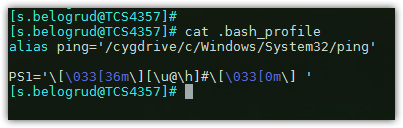 [s.belogrud@TCS4357]#
[s.belogrud@TCS4357]# cat .bash_profile
alias ping='/cygdrive/c/Windows/System32/ping'

PS1='\[\033[36m\][\u@\h]#\[\033[0m\] '
[s.belogrud@TCS4357]#